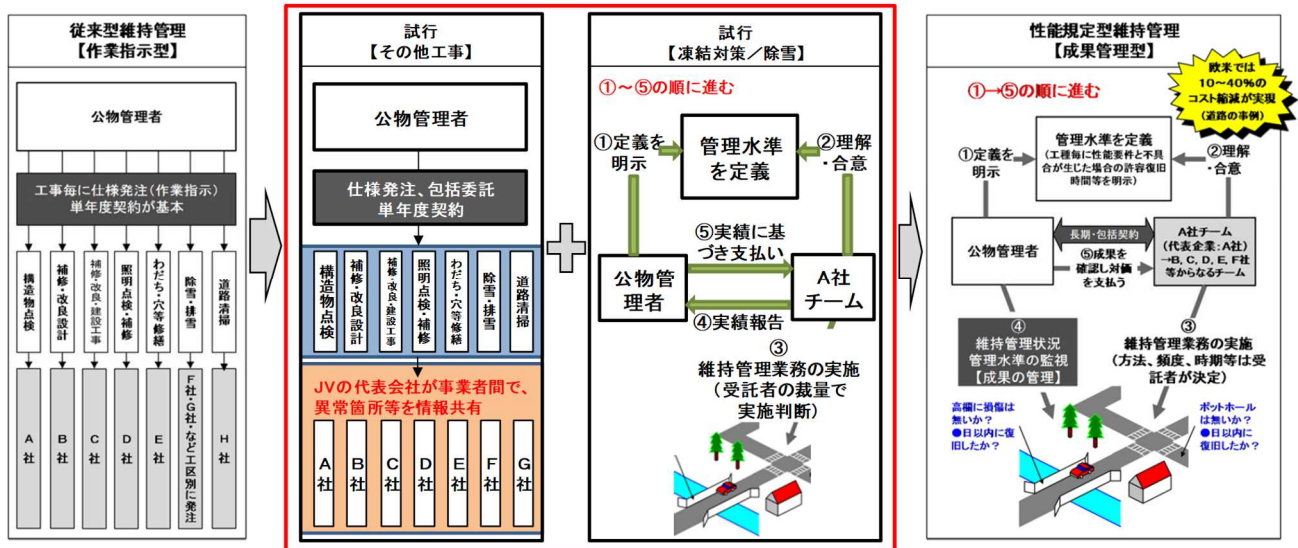 従来型維持管理
【作業指示型】
公物管理者
工事毎に仕様発注(作業指示)
単年度契約が基本
構造物点検
補修・改良設計
補修・改良・建設工事
照明点検・補修
わだち・穴等修繕
除雪・排雪
道路清掃
A社
B社
C社
D社
E社
F社・G社・など工区別に発注
H社
試行
【その他工事】
公物管理者
仕様発注、包括委託
単年度契約
構造物点検
補修・改良設計
補修・改良・建設工事
照明点検・補修
わだち・穴等修繕
除雪・排雪
道路清掃
JVの代表会社が事業者間で、
異常箇所等を情報共有
A社
B社
C社
D社
E社
F社
G社
試行
【凍結対策／除雪】
①～⑤の順に進む
①定義を
明示
管理水準
を定義
②理解
・合意
⑤実績に基
づき支払い
公物管
理者
A社
チーム
④実績報告
③
維持管理業務の実施
(受託者の裁量で
実施判断)
性能規定型維持管理
【成果管理型】
欧米では
10～40%の
コスト縮減が実現
(道路の事例)
①→⑤の順に進む
①定義を
明示
管理水準を定義
(工種毎に性能要件と不具
合が生じた場合の許容復旧
時間等を明示)
②理解
・合意
公物管理者
長期・包括契約
⑤成果を
確認し対価
を支払う
A社チーム
(代表企業:A社)
→B, C, D, E, F社
等からなるチーム
④
維持管理状況
管理水準の監視
【成果の管理】
③
維持管理業務の実施
(方法、頻度、時期等は受
託者が決定)
高欄に損傷は
無いか？
●日以内に復
旧したか？
ポットホール
は無いか？
●日以内に
復旧したか？